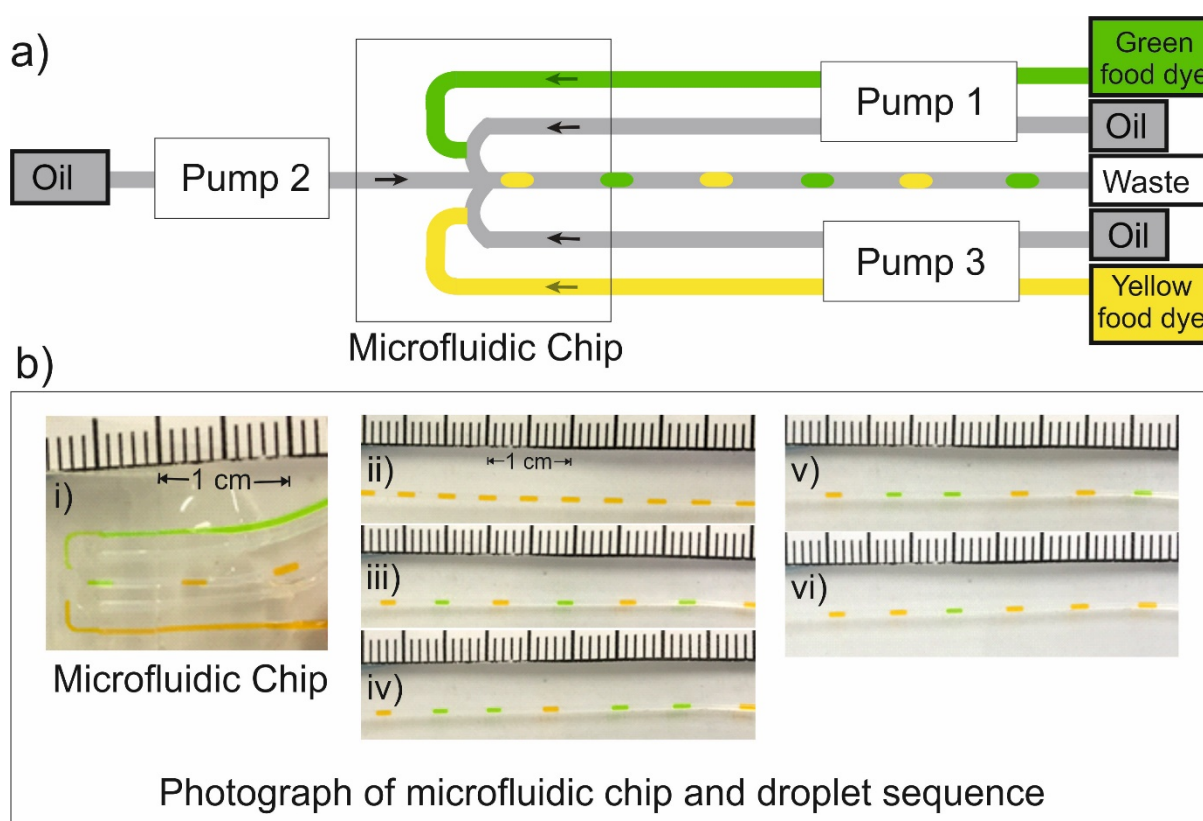 a)
Green
food dye
Pump 1
Oil
Oil
Pump 2
Waste
Oil
Pump 3
Yellow
food dye
Microfluidic Chip
b)
1 cm
i)
Microfluidic Chip
ii)
1 cm
iii)
iv)
v)
vi)
Photograph of microfluidic chip and droplet sequence